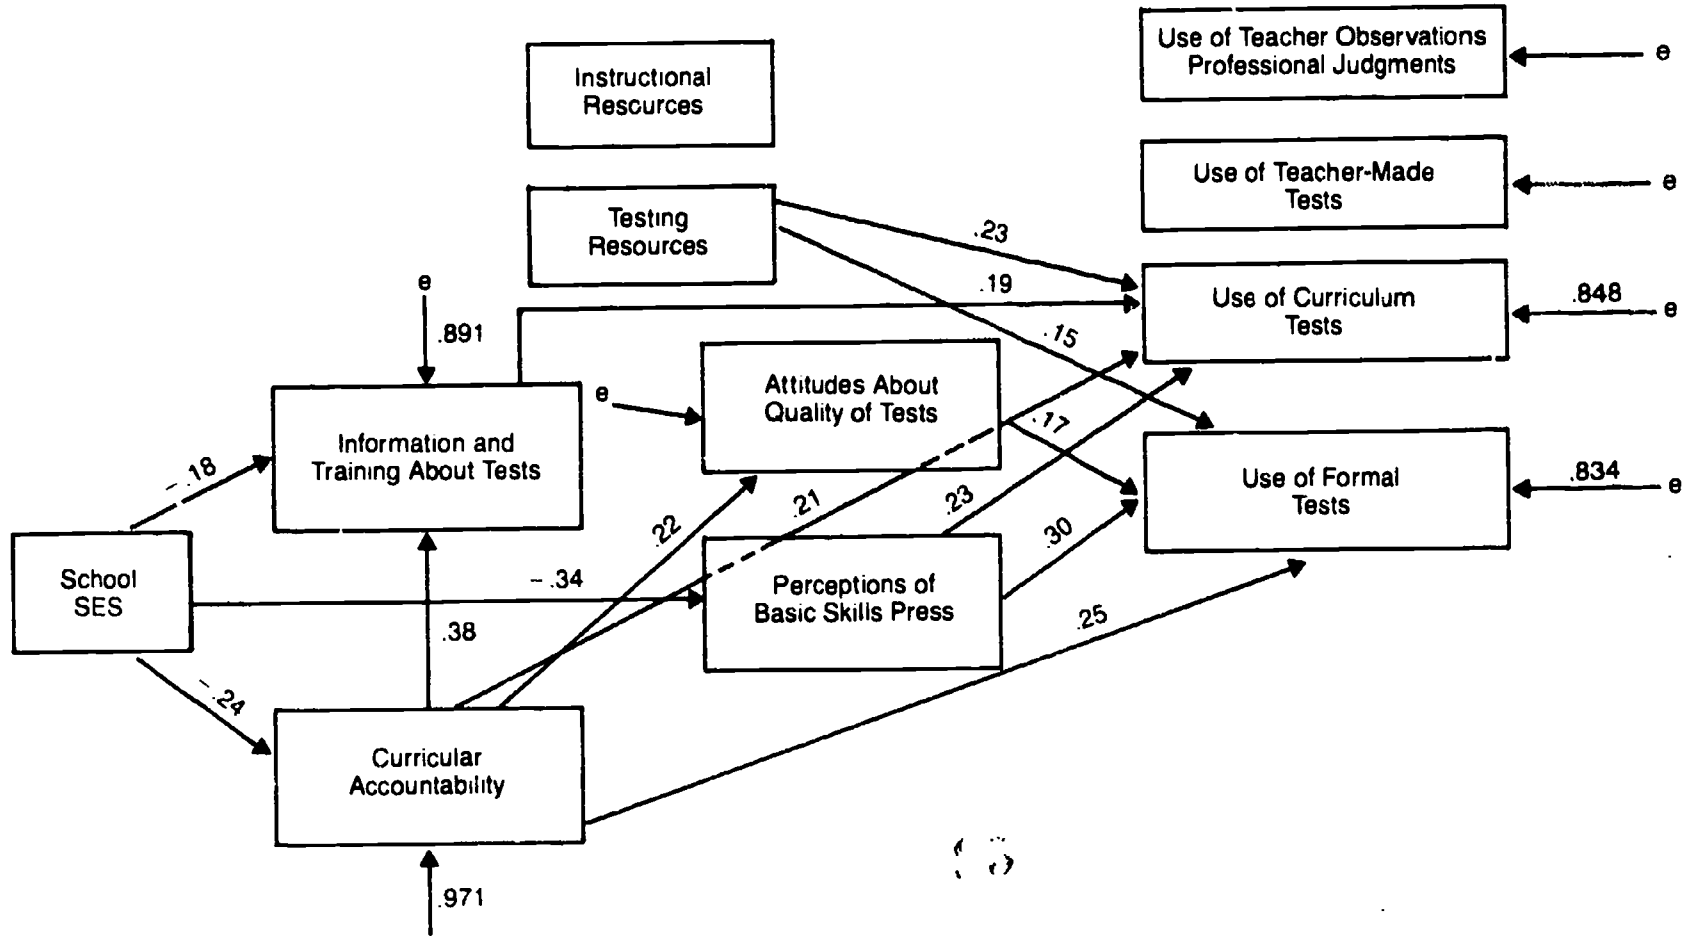 Instructional
Rescurces
Use of Teacher Observations
Professional Judgments
e
Use of Teacher-Made
Tests
e
Testing
Resources
.23
.19
Use of Curriculum
Tests
.848
e
e
.891
.15
Attitudes About
Quality of Tests
e
.17
Information and
Training About Tests
-.18
Use of Formal
Tests
.834
e
.21
.23
.22
.30
School
SES
-.34
Perceptions of
Basic Skills Press
.38
.25
-.24
Curricular
Accountability
.971